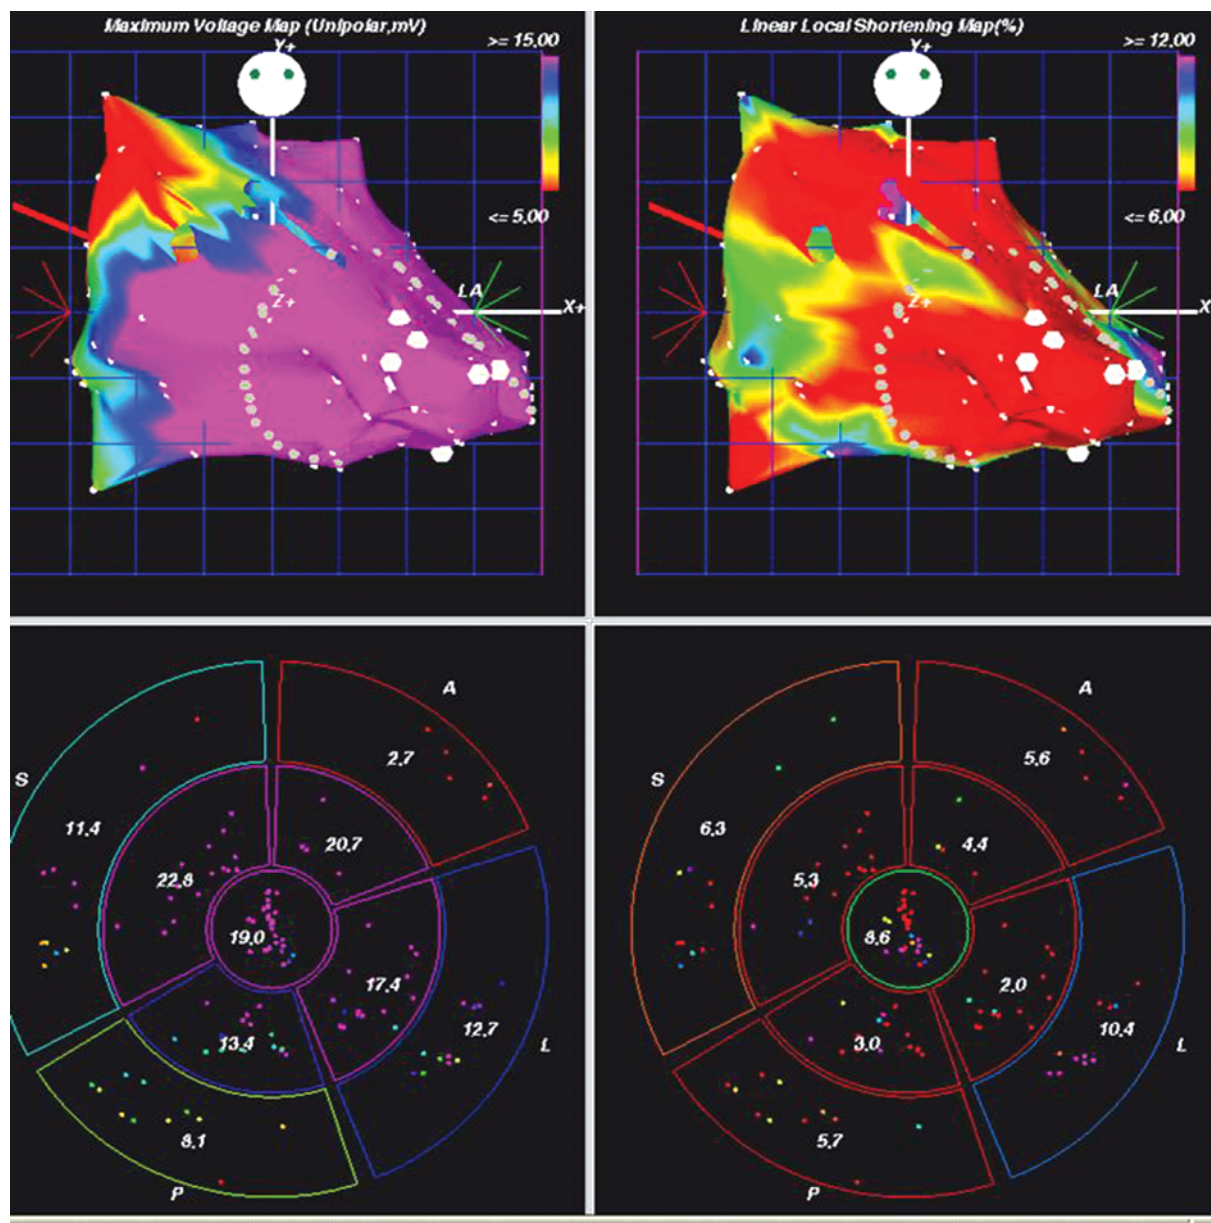 Maximum Voltage Map (Unipolar,mV)
>= 15.00
Y+
<= 5.00
LA
Z+
X+
Linear Local Shortening Map(%)
>= 12.00
Y+
<= 6.00
LA
Z+
X
A
2.7
S
11.4
20.7
22.8
19.0
17.4
12.7
13.4
L
8.1
P
A
5.6
S
6.3
4.4
5.3
8.6
2.0
10.4
3.0
L
5.7
P